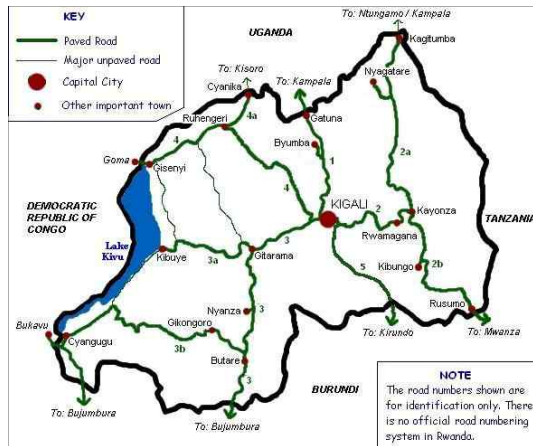 KEY
Paved Road
Major unpaved road
Capital City
Other important town
UGANDA
To: Ntungamo / Kampala
Kagitumba
To: Kisoro
To: Kampala
Cyanika
Nyagatare
Ruhengeri
4a
Gatuna
4
Byumba
1
2a
Goma
Gisenyi
4
DEMOCRATIC
REPUBLIC OF
CONGO
KIGALI
2
Kayonza
TANZANIA
Rwamagana
Lake
Kivu
Kibuye
3a
Gitarama
3
5
Kibungo
2b
Rusumo
Nyanza
3
Bukavu
Cyangugu
Gikongoro
3b
Butare
3
To: Kirundo
To: Mwanza
To: Bujumbura
To: Bujumbura
BURUNDI
NOTE
The road numbers shown are
for identification only. There
is no official road numbering
system in Rwanda.